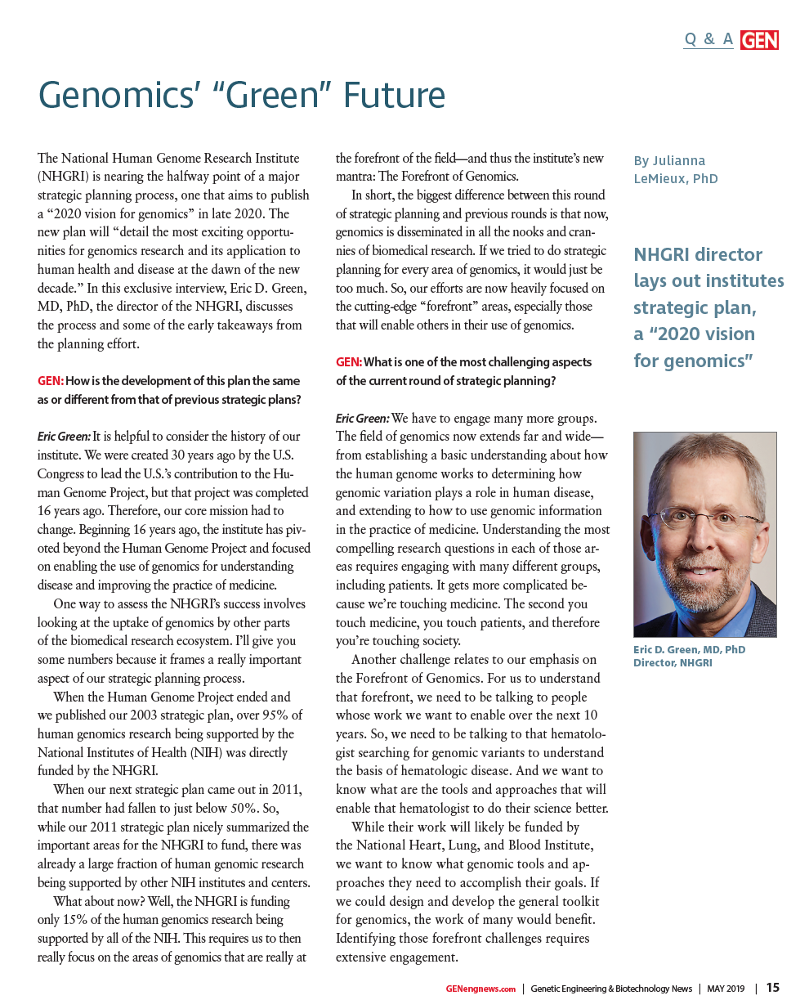 Q & A GEN
Genomics’ “Green” Future
The National Human Genome Research Institute
(NHGRI) is nearing the halfway point of a major
strategic planning process, one that aims to publish
a “2020 vision for genomics” in late 2020. The
new plan will “detail the most exciting opportu-
nities for genomics research and its application to
human health and disease at the dawn of the new
decade.” In this exclusive interview, Eric D. Green,
MD, PhD, the director of the NHGRI, discusses
the process and some of the early takeaways from
the planning effort.
GEN: How is the development of this plan the same
as or different from that of previous strategic plans?
Eric Green: It is helpful to consider the history of our
institute. We were created 30 years ago by the U.S.
Congress to lead the U.S.’s contribution to the Hu-
man Genome Project, but that project was completed
16 years ago. Therefore, our core mission had to
change. Beginning 16 years ago, the institute has piv-
oted beyond the Human Genome Project and focused
on enabling the use of genomics for understanding
disease and improving the practice of medicine.
One way to assess the NHGRI’s success involves
looking at the uptake of genomics by other parts
of the biomedical research ecosystem. I’ll give you
some numbers because it frames a really important
aspect of our strategic planning process.
When the Human Genome Project ended and
we published our 2003 strategic plan, over 95% of
human genomics research being supported by the
National Institutes of Health (NIH) was directly
funded by the NHGRI.
When our next strategic plan came out in 2011,
that number had fallen to just below 50%. So,
while our 2011 strategic plan nicely summarized the
important areas for the NHGRI to fund, there was
already a large fraction of human genomic research
being supported by other NIH institutes and centers.
What about now? Well, the NHGRI is funding
only 15% of the human genomics research being
supported by all of the NIH. This requires us to then
really focus on the areas of genomics that are really at
the forefront of the field—and thus the institute’s new
mantra: The Forefront of Genomics.
In short, the biggest difference between this round
of strategic planning and previous rounds is that now,
genomics is disseminated in all the nooks and cran-
nies of biomedical research. If we tried to do strategic
planning for every area of genomics, it would just be
too much. So, our efforts are now heavily focused on
the cutting-edge “forefront” areas, especially those
that will enable others in their use of genomics.
GEN: What is one of the most challenging aspects
of the current round of strategic planning?
Eric Green: We have to engage many more groups.
The field of genomics now extends far and wide—
from establishing a basic understanding about how
the human genome works to determining how
genomic variation plays a role in human disease,
and extending to how to use genomic information
in the practice of medicine. Understanding the most
compelling research questions in each of those ar-
eas requires engaging with many different groups,
including patients. It gets more complicated be-
cause we’re touching medicine. The second you
touch medicine, you touch patients, and therefore
you’re touching society.
Another challenge relates to our emphasis on
the Forefront of Genomics. For us to understand
that forefront, we need to be talking to people
whose work we want to enable over the next 10
years. So, we need to be talking to that hematolo-
gist searching for genomic variants to understand
the basis of hematologic disease. And we want to
know what are the tools and approaches that will
enable that hematologist to do their science better.
While their work will likely be funded by
the National Heart, Lung, and Blood Institute,
we want to know what genomic tools and ap-
proaches they need to accomplish their goals. If
we could design and develop the general toolkit
for genomics, the work of many would benefit.
Identifying those forefront challenges requires
extensive engagement.
By Julianna
LeMieux, PhD
NHGRI director
lays out institutes
strategic plan,
a “2020 vision
for genomics”
Eric D. Green, MD, PhD
Director, NHGRI
GENengnews.com | Genetic Engineering & Biotechnology News | MAY 2019 | 15